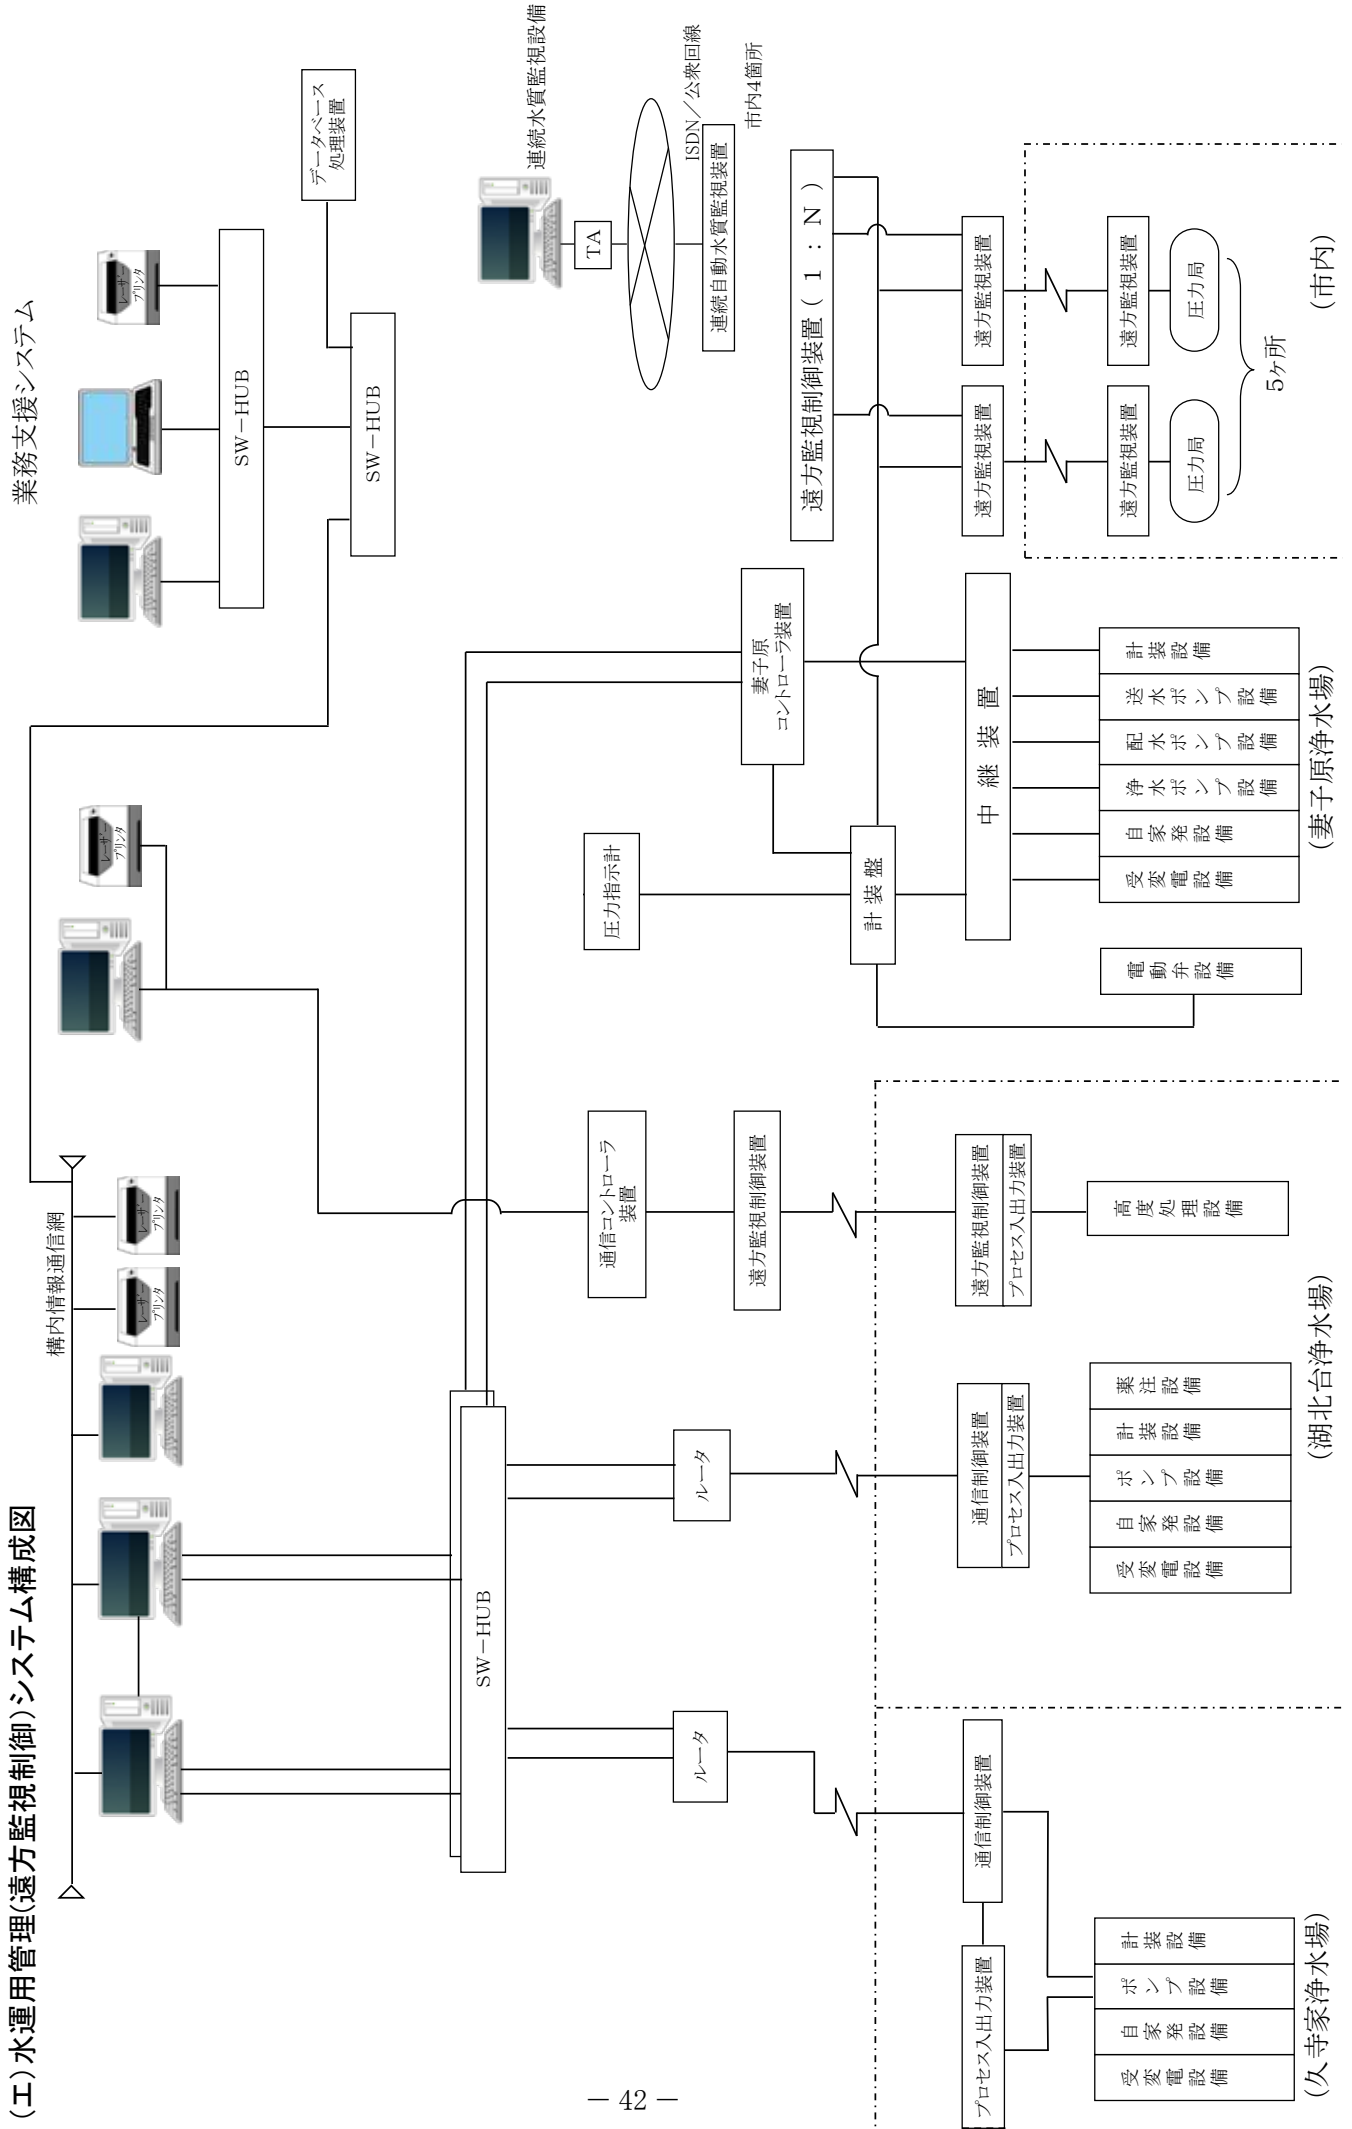 (エ)水運用管理(遠方監視制御)システム構成図
構内情報通信網
レーザー
プリンタ
レーザー
プリンタ
レーザー
プリンタ
業務支援システム
レーザー
プリンタ
SW－HUB
SW－HUB
データベース
処理装置
連続水質監視設備
TA
ISDN／公衆回線
連続自動水質監視装置
市内4箇所
SW－HUB
ルータ
ルータ
通信コントローラ
装置
遠方監視制御装置
圧力指示計
妻子原
コントローラ装置
計装盤
中継装置
遠方監視制御装置(1:N)
遠方監視装置
遠方監視装置
遠方監視装置
遠方監視装置
圧力局
圧力局
5ヶ所
(市内)
通信制御装置
プロセス入出力装置
受変電設備
自家発設備
ポンプ設備
計装設備
(久寺家浄水場)
通信制御装置
プロセス入出力装置
受変電設備
自家発設備
ポンプ設備
計装設備
薬注設備
遠方監視制御装置
プロセス入出力装置
高度処理設備
(湖北台浄水場)
電動弁設備
受変電設備
自家発設備
浄水ポンプ設備
配水ポンプ設備
送水ポンプ設備
計装設備
(妻子原浄水場)
－ 42 －